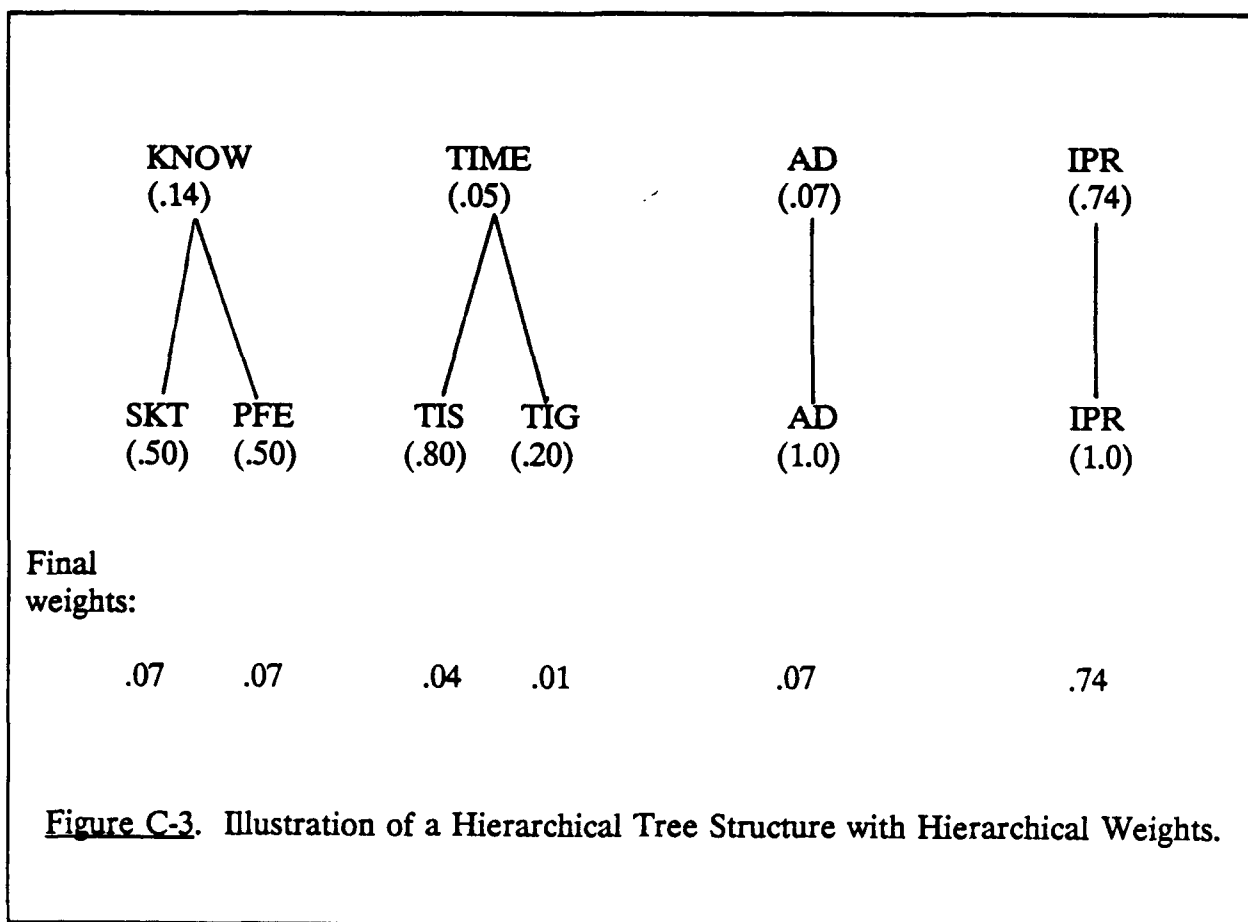 KNOW TIME AD IPR
(.14) (.05) (.07) (.74)
SKT PFE TIS TIG AD IPR
(.50) (.50) (.80) (.20) (1.0) (1.0)
Final
weights:
.07 .07 .04 .01 .07 .74
Figure C-3. Illustration of a Hierarchical Tree Structure with Hierarchical Weights.